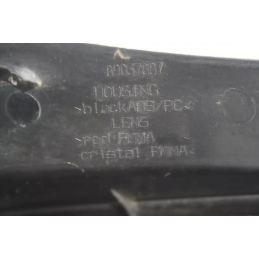 HOUSING
>black ABS/PC<
LENS
>red PMMA
cristal PMMA<